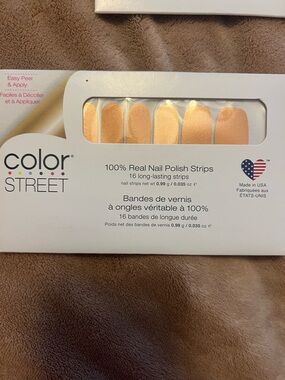 Easy Peel
& Apply
Faciles à Décoller
et à Appliquer
color®
STREET
100% Real Nail Polish Strips
16 long-lasting strips
nail strips net wt 0.99 g / 0.035 oz ℮
Bandes de vernis
à ongles véritable à 100%
16 bandes de longue durée
Poids net des bandes de vernis 0,99 g / 0.035 oz ℮
Made in USA
Fabriquées aux
ÉTATS-UNIS